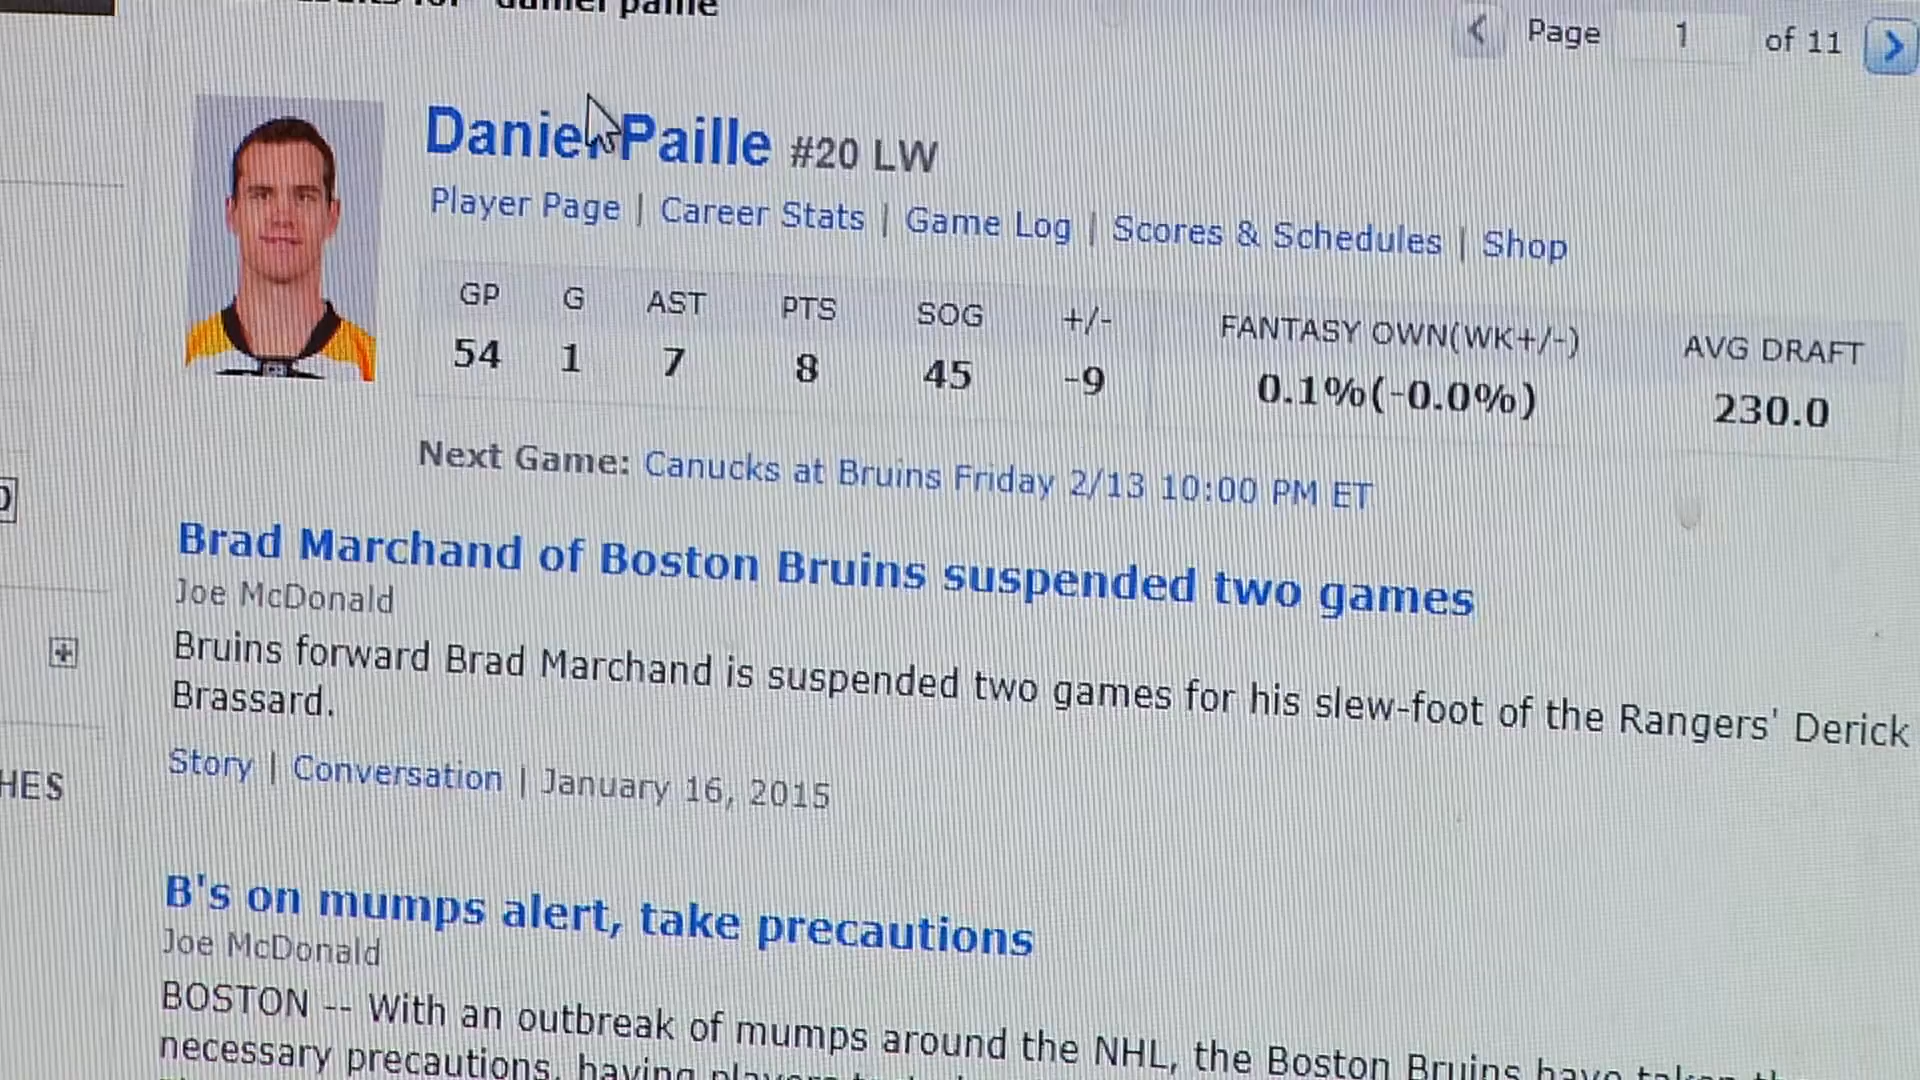 Page 1 of 11
Daniel Paille #20 LW
Player Page | Career Stats | Game Log | Scores & Schedules | Shop
GP G AST PTS SOG +/- FANTASY OWN(WK+/-) AVG DRAFT
54 1 7 8 45 -9 0.1%(-0.0%) 230.0
Next Game: Canucks at Bruins Friday 2/13 10:00 PM ET
Brad Marchand of Boston Bruins suspended two games
Joe McDonald
Bruins forward Brad Marchand is suspended two games for his slew-foot of the Rangers' Derick
Brassard.
Story | Conversation | January 16, 2015
HES
B's on mumps alert, take precautions
Joe McDonald
BOSTON -- With an outbreak of mumps around the NHL, the Boston Bruins have taken
necessary precautions, having